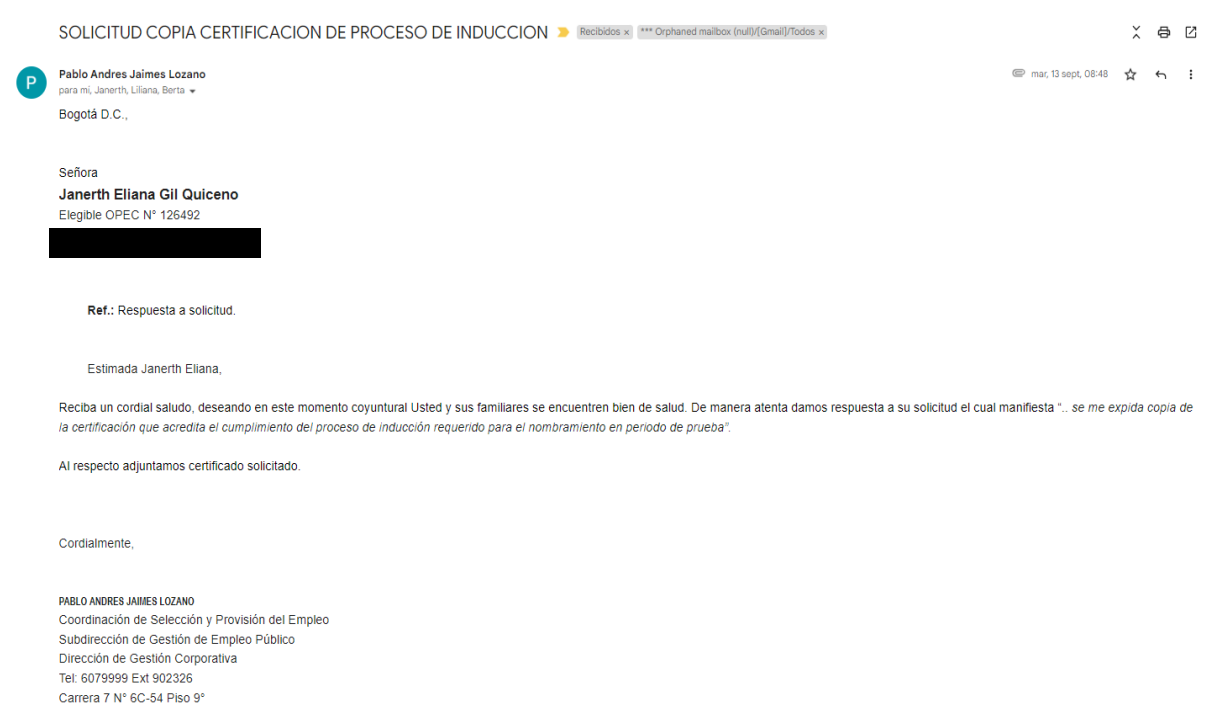 SOLICITUD COPIA CERTIFICACION DE PROCESO DE INDUCCION Recibidos x *** Orphaned mailbox (null)/[Gmail]/Todos x
P
Pablo Andres Jaimes Lozano mar, 13 sept, 08:48
para mi, Janerth, Liliana, Berta
Bogotá D.C.,
Señora
Janerth Eliana Gil Quiceno
Elegible OPEC N° 126492
Ref.: Respuesta a solicitud.
Estimada Janerth Eliana,
Reciba un cordial saludo, deseando en este momento coyuntural Usted y sus familiares se encuentren bien de salud. De manera atenta damos respuesta a su solicitud el cual manifiesta “.. se me expida copia de
la certificación que acredita el cumplimiento del proceso de inducción requerido para el nombramiento en periodo de prueba”.
Al respecto adjuntamos certificado solicitado.
Cordialmente,
PABLO ANDRES JAIMES LOZANO
Coordinación de Selección y Provisión del Empleo
Subdirección de Gestión de Empleo Público
Dirección de Gestión Corporativa
Tel: 6079999 Ext 902326
Carrera 7 N° 6C-54 Piso 9°